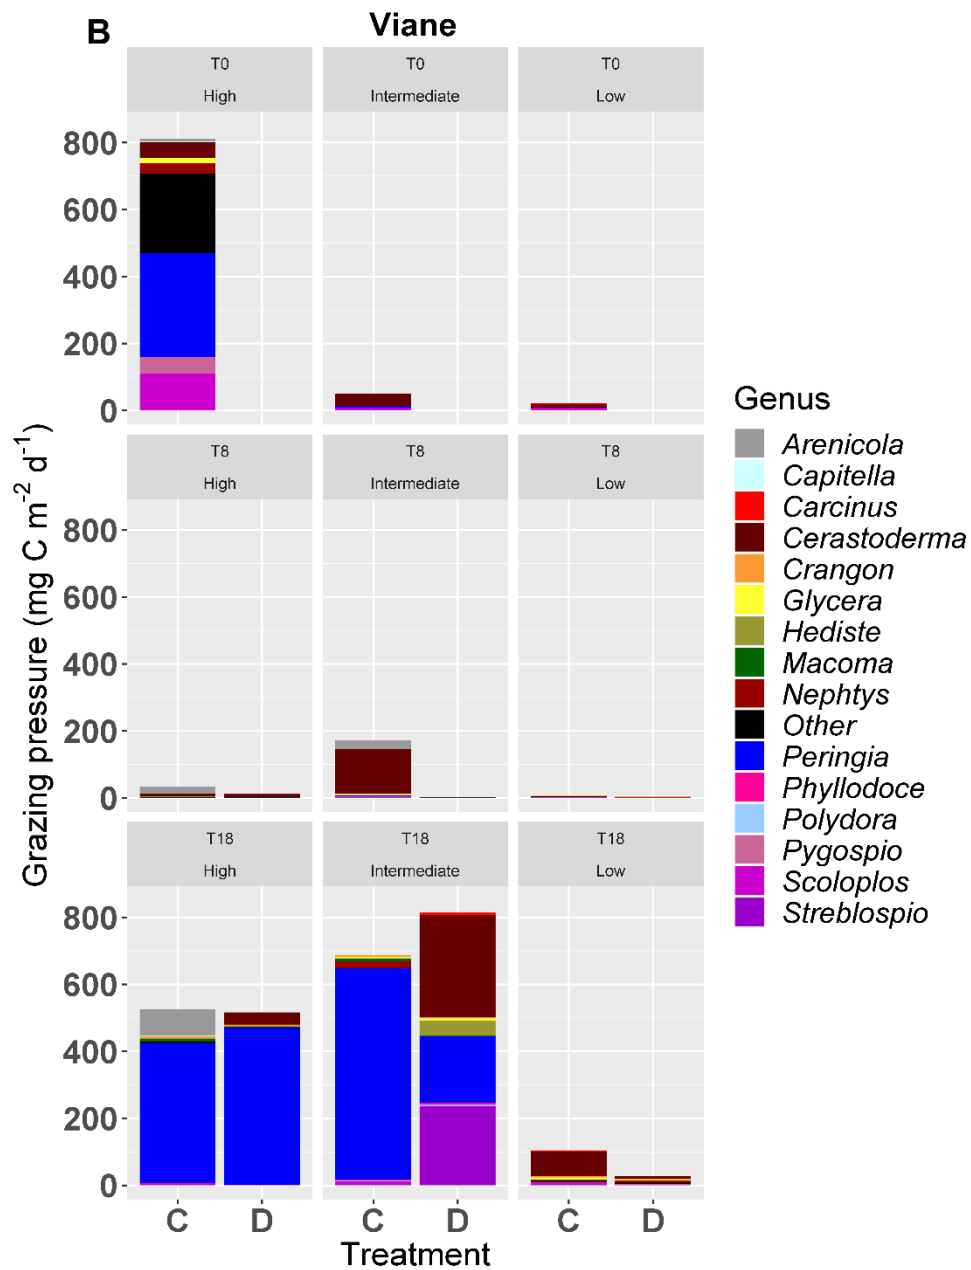 B Viane
T0 T0 T0
High Intermediate Low
800
600
400
200
0
T8 T8 T8
High Intermediate Low
800
600
400
200
0
T18 T18 T18
High Intermediate Low
800
600
400
200
0
C D C D C D
Treatment
Grazing pressure (mg C m⁻² d⁻¹)
Genus
Arenicola
Capitella
Carcinus
Cerastoderma
Crangon
Glycera
Hediste
Macoma
Nephtys
Other
Peringia
Phyllodoce
Polydora
Pygospio
Scoloplos
Streblospio